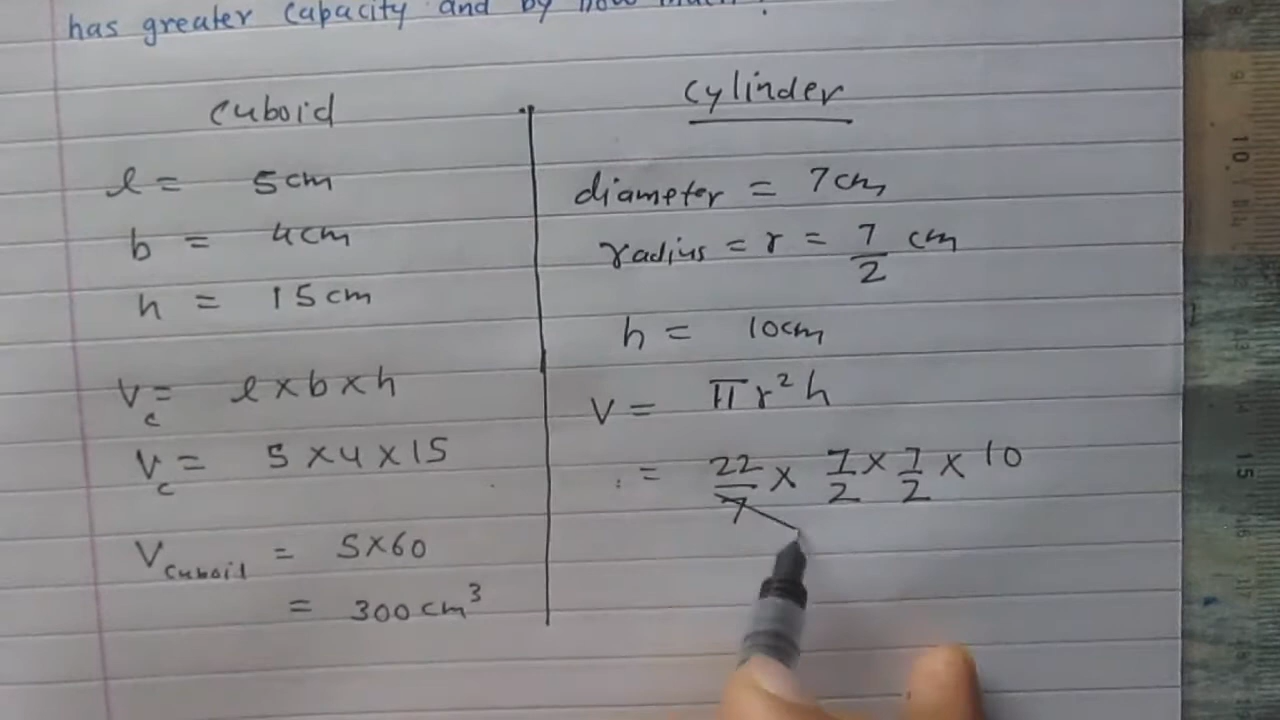 has greater capacity and by how much?
cuboid
l = 5cm
b = 4cm
h = 15cm
Vc = l×b×h
Vc = 5×4×15
Vcuboid = 5×60
= 300cm³
cylinder
diameter = 7cm
radius = r = 7/2 cm
h = 10cm
V = πr²h
= 22/7 × 7/2 × 7/2 × 10